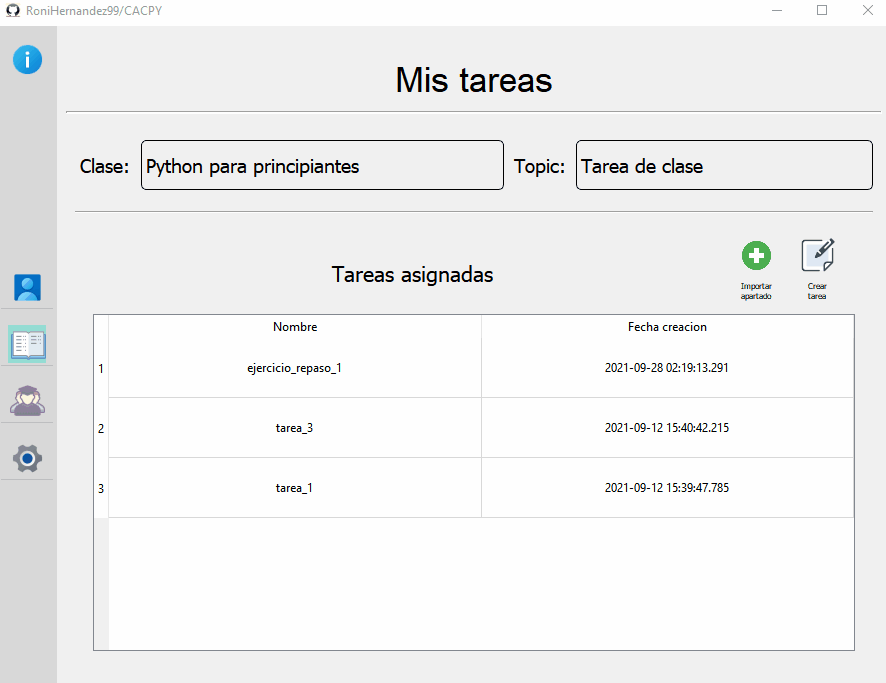 RoniHernandez99/CACPY
Mis tareas
Clase: Python para principiantes Topic: Tarea de clase
Tareas asignadas
Importar
apartado
Crear
tarea
Nombre Fecha creacion
1 ejercicio_repaso_1 2021-09-28 02:19:13.291
2 tarea_3 2021-09-12 15:40:42.215
3 tarea_1 2021-09-12 15:39:47.785